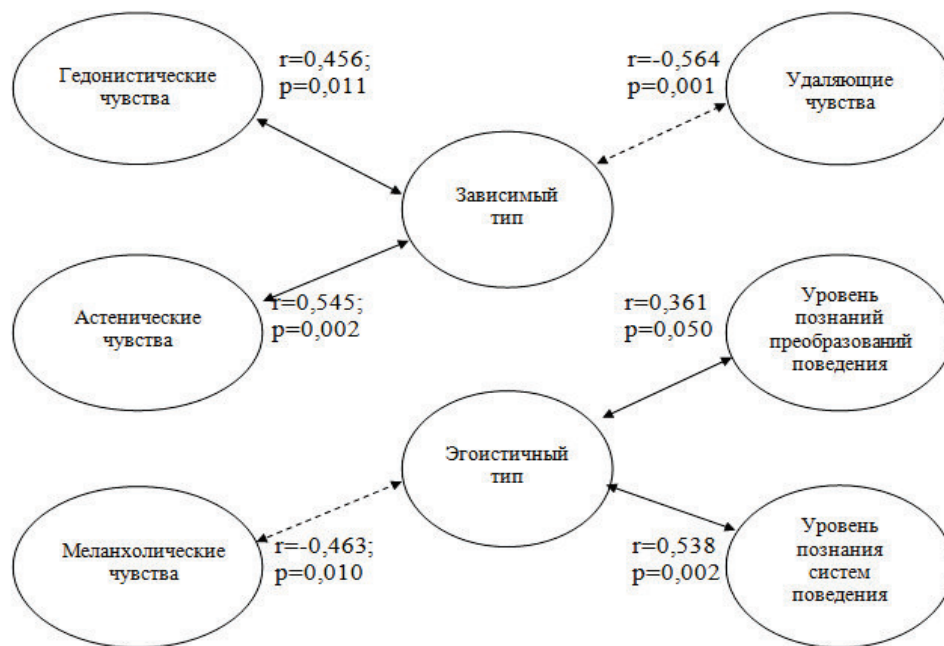 Гедонистические
чувства
r=0,456;
p=0,011
r=-0,564
p=0,001
Удаляющие
чувства
Зависимый
тип
Астенические
чувства
r=0,545;
p=0,002
r=0,361
p=0,050
Уровень
познаний
преобразований
поведения
Эгоистичный
тип
Меланхолические
чувства
r=-0,463;
p=0,010
r=0,538
p=0,002
Уровень
познания
систем
поведения